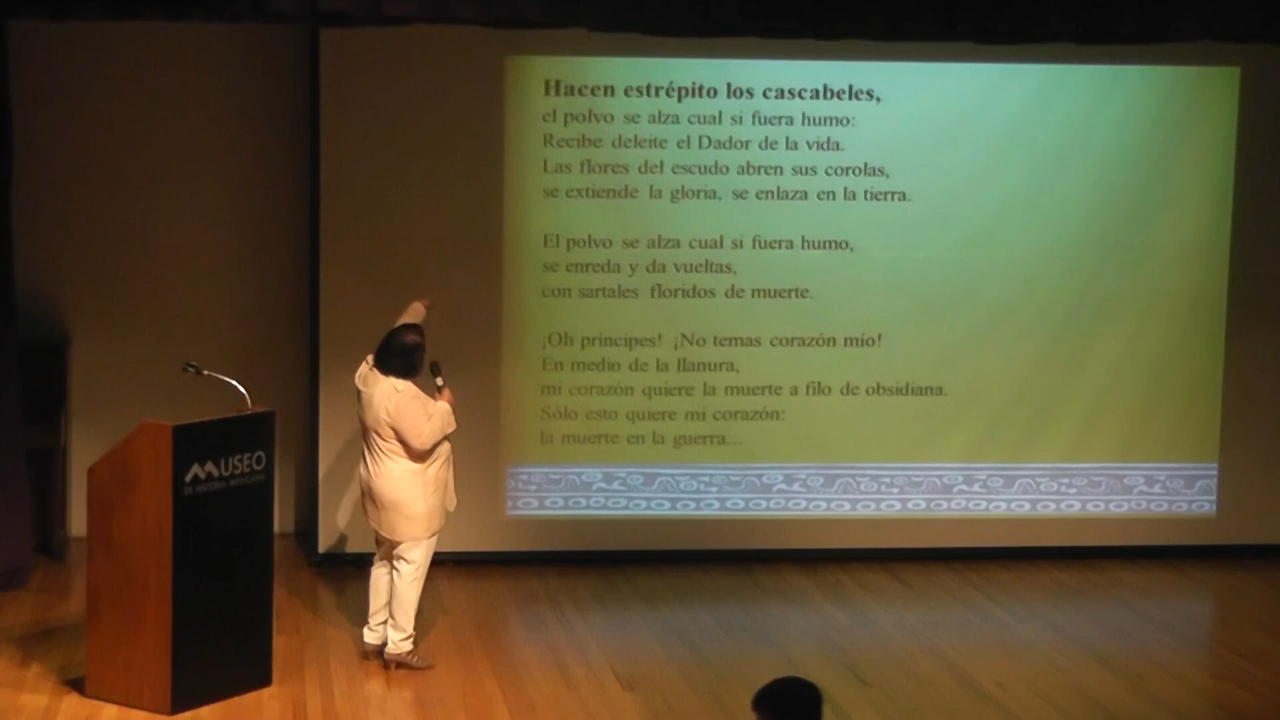 Hacen estrépito los cascabeles,
el polvo se alza cual si fuera humo:
Recibe deleite el Dador de la vida.
Las flores del escudo abren sus corolas,
se extiende la gloria, se enlaza en la tierra.
El polvo se alza cual si fuera humo,
se enreda y da vueltas,
con sartales floridos de muerte.
¡Oh príncipes! ¡No temas corazón mío!
En medio de la llanura,
mi corazón quiere la muerte a filo de obsidiana.
Sólo esto quiere mi corazón:
la muerte en la guerra...
MUSEO
DE HISTORIA MEXICANA